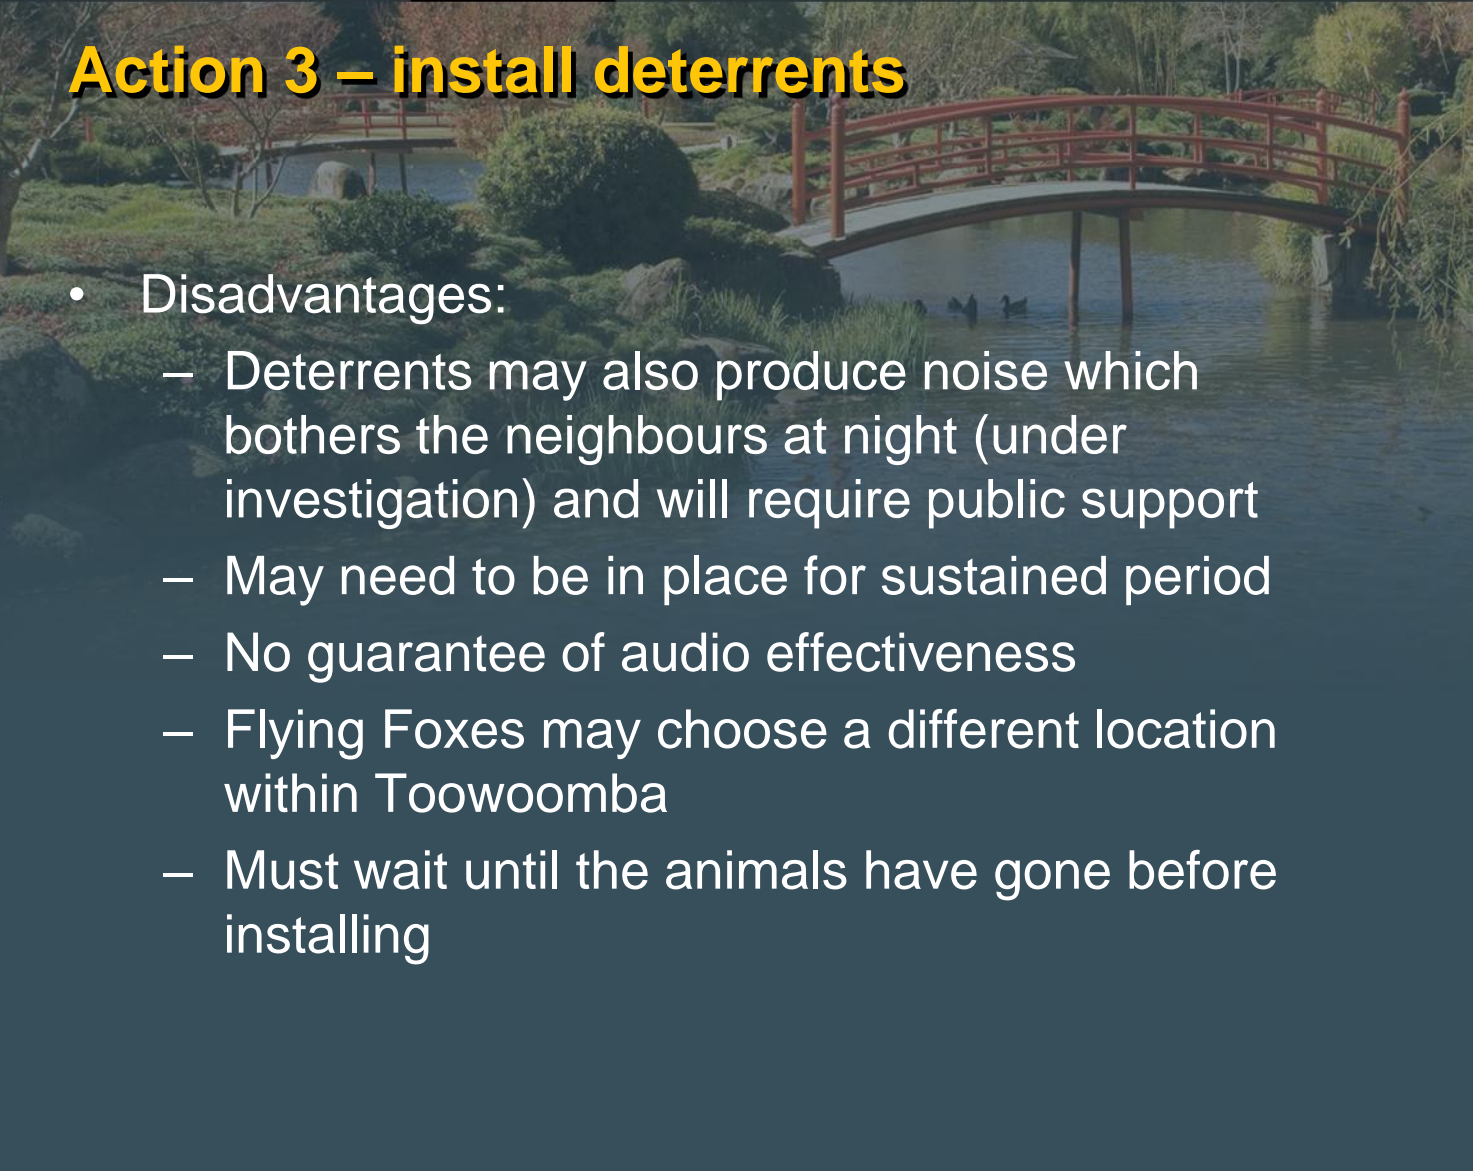 Action 3 – install deterrents
• Disadvantages:
– Deterrents may also produce noise which
bothers the neighbours at night (under
investigation) and will require public support
– May need to be in place for sustained period
– No guarantee of audio effectiveness
– Flying Foxes may choose a different location
within Toowoomba
– Must wait until the animals have gone before
installing